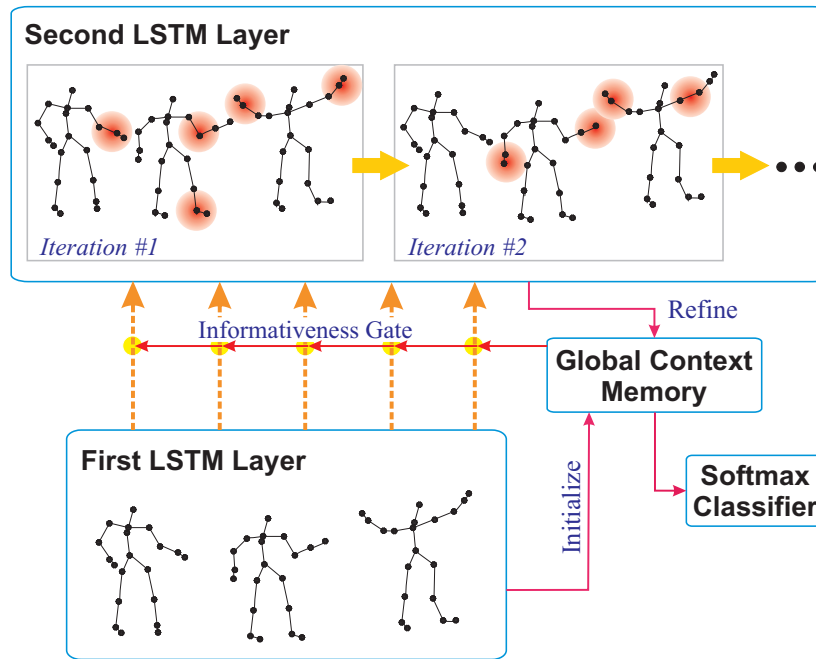 Second LSTM Layer
Iteration #1
Iteration #2
Refine
Informativeness Gate
Global Context
Memory
First LSTM Layer
Initialize
Softmax
Classifier